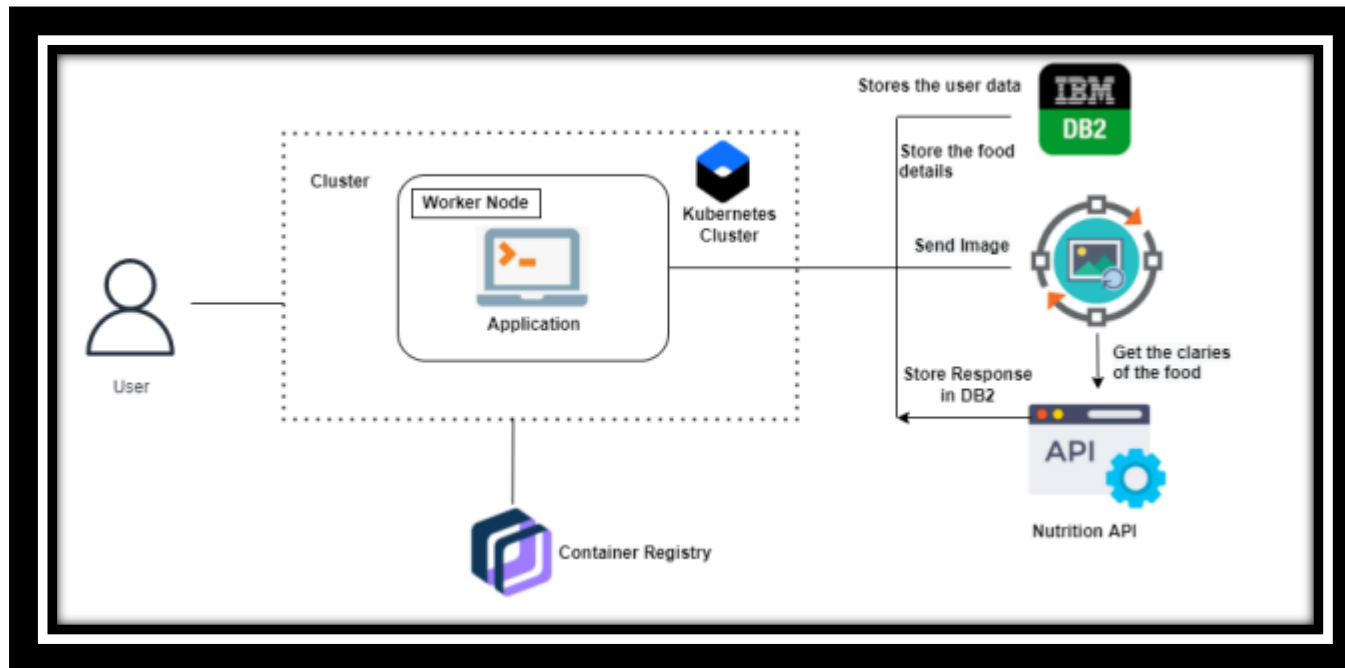 Stores the user data
IBM
DB2
Store the food
details
Cluster
Worker Node
Kubernetes
Cluster
Send Image
Application
User
Get the claries
of the food
Store Response
in DB2
API
Nutrition API
Container Registry